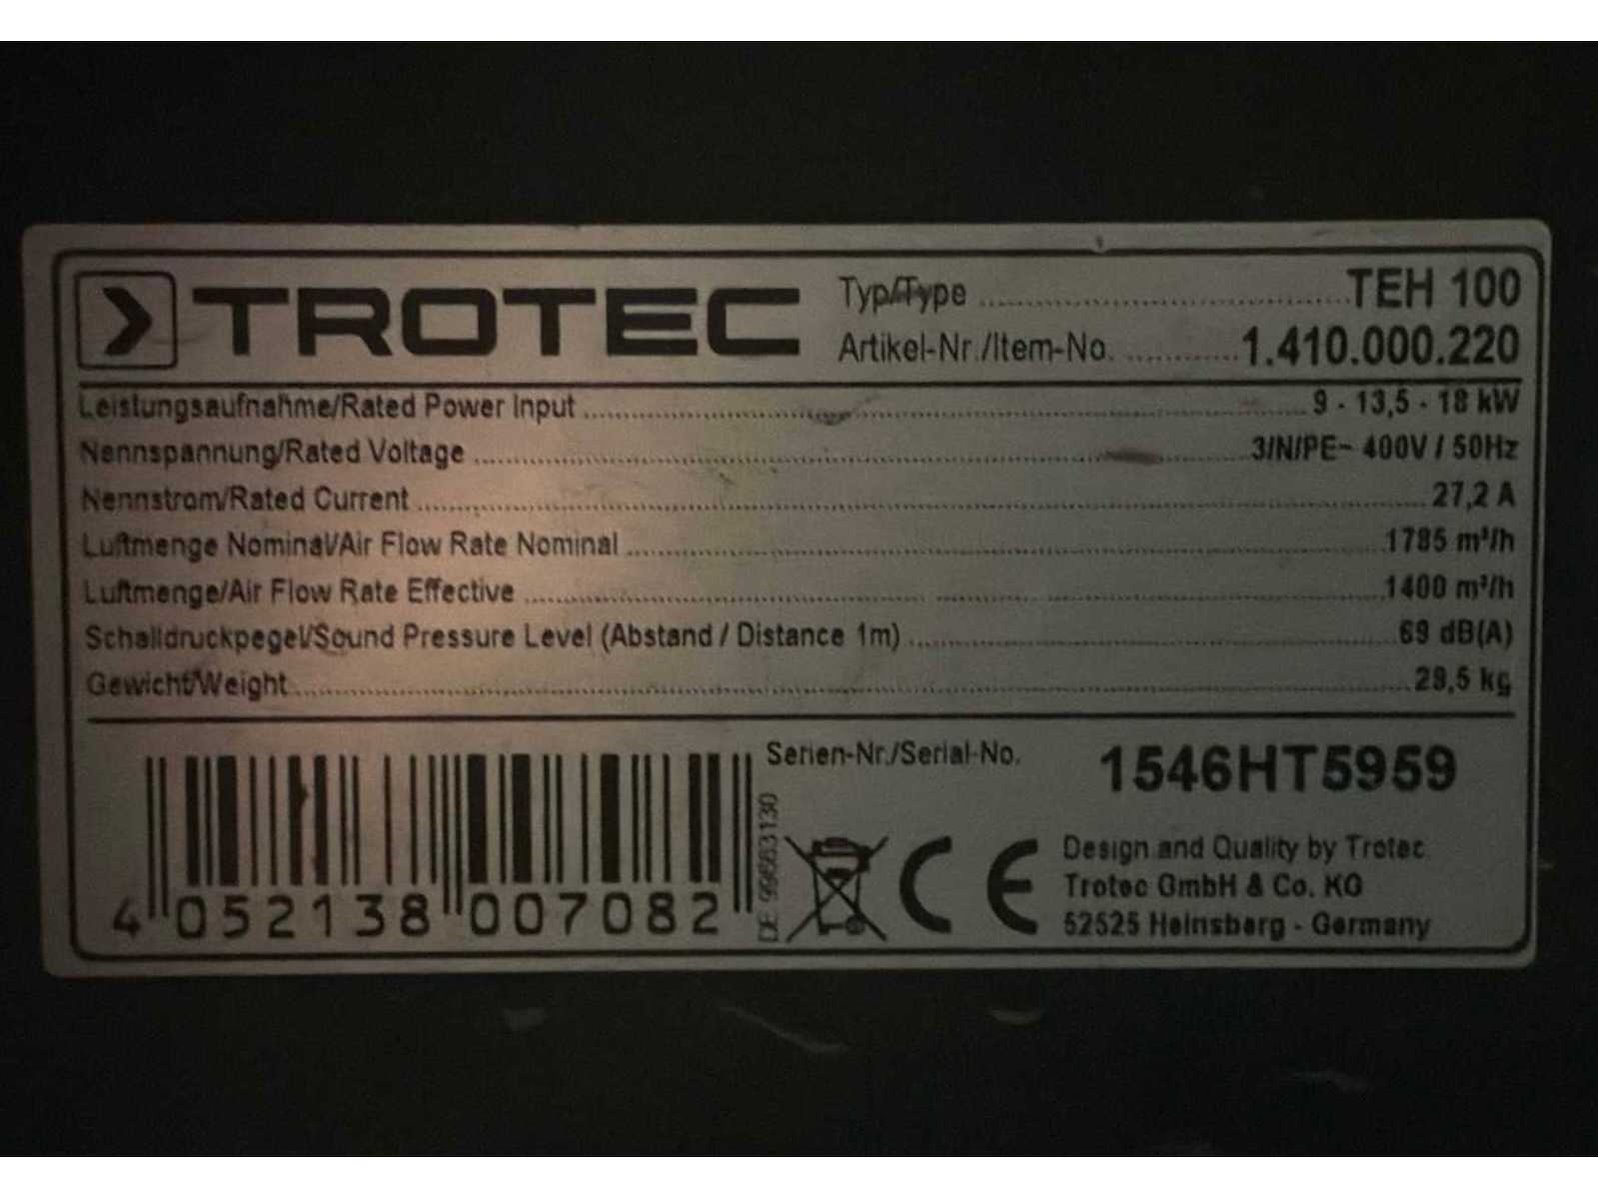 TROTEC
Typ/Type ........ TEH 100
Artikel-Nr./Item-No. ........ 1.410.000.220
Leistungsaufnahme/Rated Power Input ........ 9 - 13,5 - 18 kW
Nennspannung/Rated Voltage ........ 3/N/PE~ 400V / 50Hz
Nennstrom/Rated Current ........ 27,2 A
Luftmenge Nominal/Air Flow Rate Nominal ........ 1785 m³/h
Luftmenge/Air Flow Rate Effective ........ 1400 m³/h
Schalldruckpegel/Sound Pressure Level (Abstand / Distance 1m) ........ 69 dB(A)
Gewicht/Weight ........ 29,5 kg
Serien-Nr./Serial-No. 1546HT5959
4 052138 007082
CE
Design and Quality by Trotec
Trotec GmbH & Co. KG
52525 Heinsberg - Germany